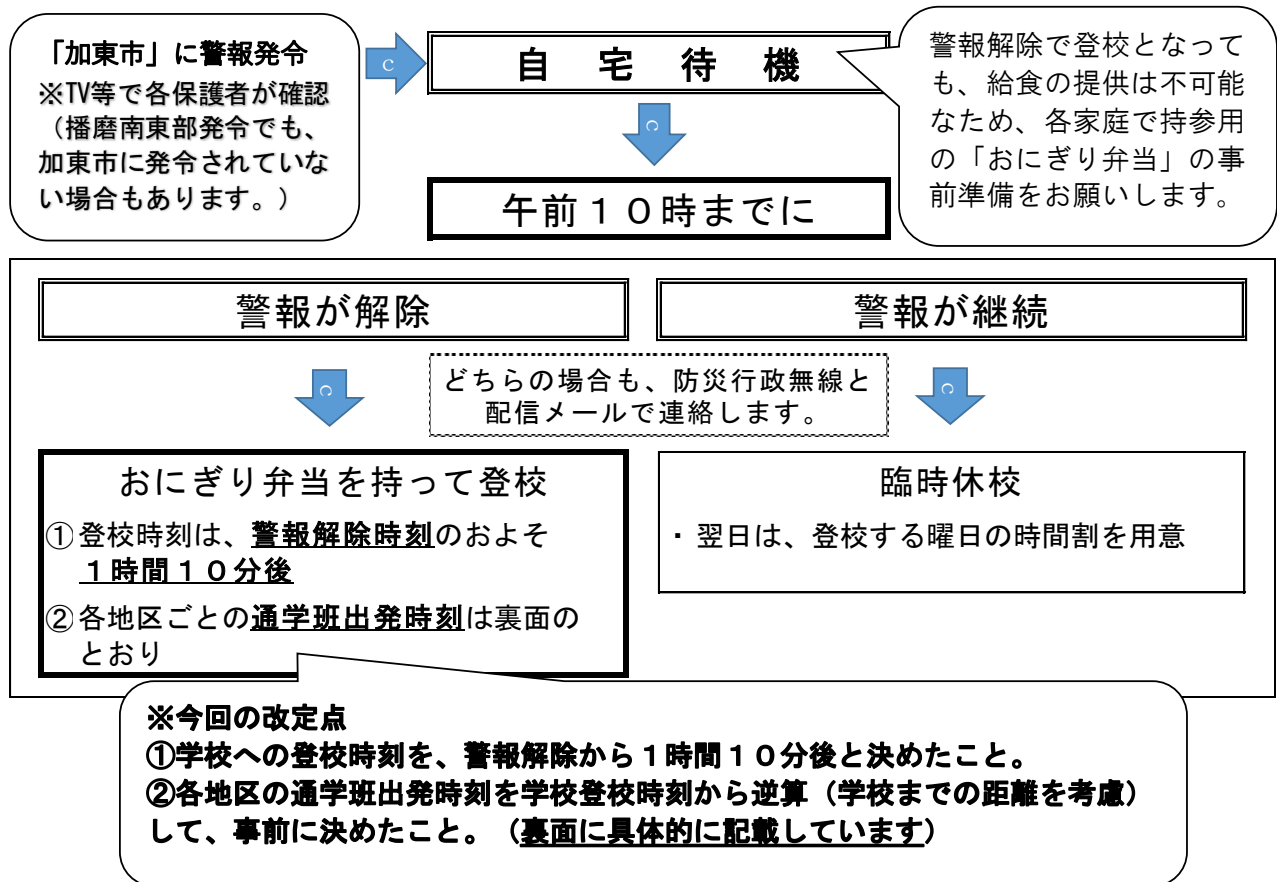 「加東市」に警報発令
※TV等で各保護者が確認
（播磨南東部発令でも、
加東市に発令されていな
い場合もあります。）
c
自宅待機
警報解除で登校となって
も、給食の提供は不可能
なため、各家庭で持参用
の「おにぎり弁当」の事
前準備をお願いします。
c
午前１０時までに
警報が解除
警報が継続
c
どちらの場合も、防災行政無線と
配信メールで連絡します。
c
おにぎり弁当を持って登校
①登校時刻は、警報解除時刻のおよそ
１時間１０分後
②各地区ごとの通学班出発時刻は裏面の
とおり
臨時休校
・翌日は、登校する曜日の時間割を用意
※今回の改定点
①学校への登校時刻を、警報解除から１時間１０分後と決めたこと。
②各地区の通学班出発時刻を学校登校時刻から逆算（学校までの距離を考慮）
して、事前に決めたこと。（裏面に具体的に記載しています）